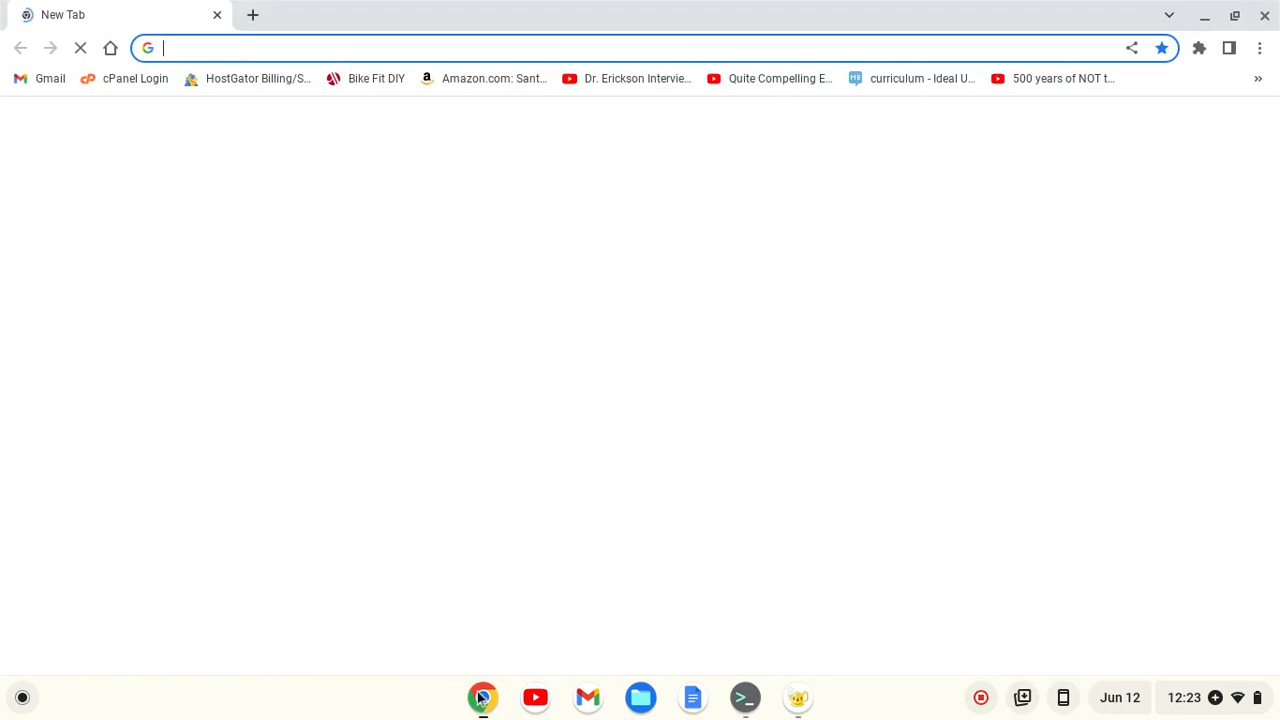 New Tab
Gmail cPanel Login HostGator Billing/S... Bike Fit DIY Amazon.com: Sant... Dr. Erickson Intervie... Quite Compelling E... curriculum - Ideal U... 500 years of NOT t...
Jun 12 12:23